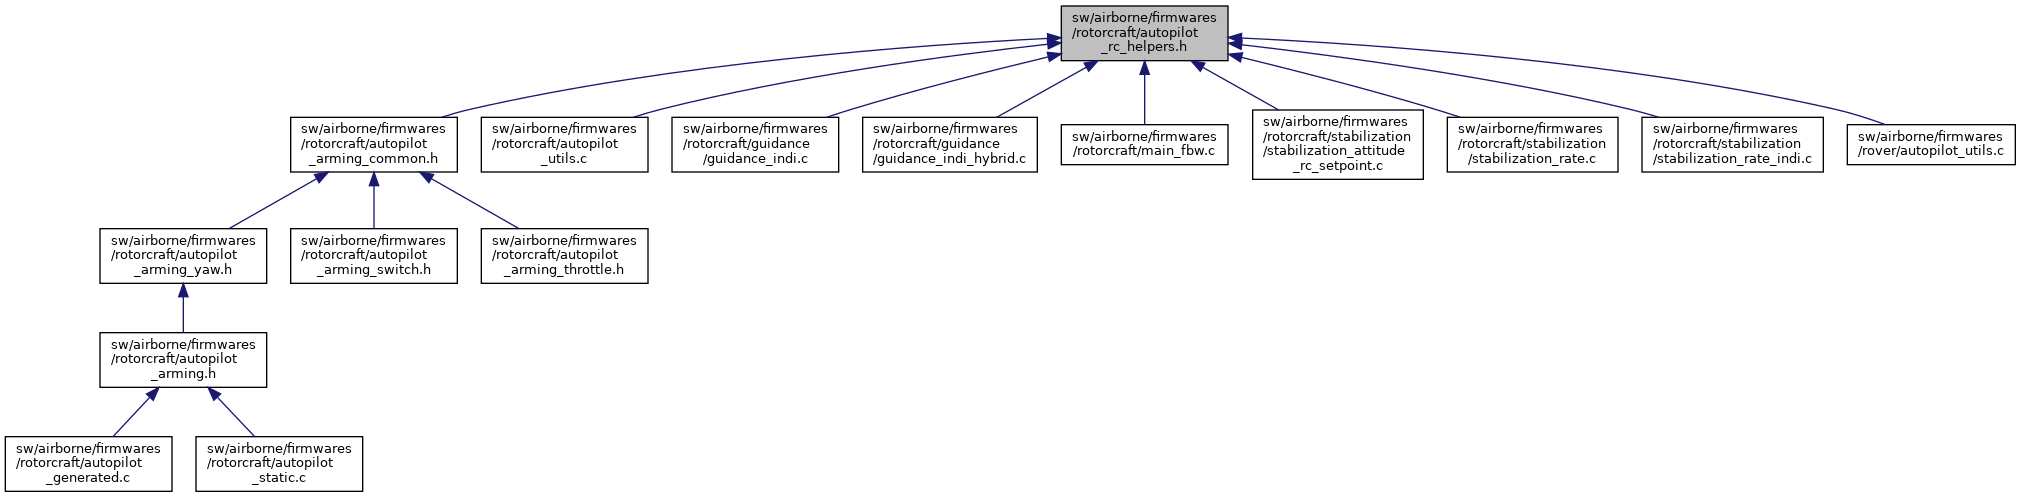 sw/airborne/firmwares
/rotorcraft/autopilot
_rc_helpers.h
sw/airborne/firmwares
/rotorcraft/autopilot
_arming_common.h
sw/airborne/firmwares
/rotorcraft/autopilot
_utils.c
sw/airborne/firmwares
/rotorcraft/guidance
/guidance_indi.c
sw/airborne/firmwares
/rotorcraft/guidance
/guidance_indi_hybrid.c
sw/airborne/firmwares
/rotorcraft/main_fbw.c
sw/airborne/firmwares
/rotorcraft/stabilization
/stabilization_attitude
_rc_setpoint.c
sw/airborne/firmwares
/rotorcraft/stabilization
/stabilization_rate.c
sw/airborne/firmwares
/rotorcraft/stabilization
/stabilization_rate_indi.c
sw/airborne/firmwares
/rover/autopilot_utils.c
sw/airborne/firmwares
/rotorcraft/autopilot
_arming_yaw.h
sw/airborne/firmwares
/rotorcraft/autopilot
_arming_switch.h
sw/airborne/firmwares
/rotorcraft/autopilot
_arming_throttle.h
sw/airborne/firmwares
/rotorcraft/autopilot
_arming.h
sw/airborne/firmwares
/rotorcraft/autopilot
_generated.c
sw/airborne/firmwares
/rotorcraft/autopilot
_static.c